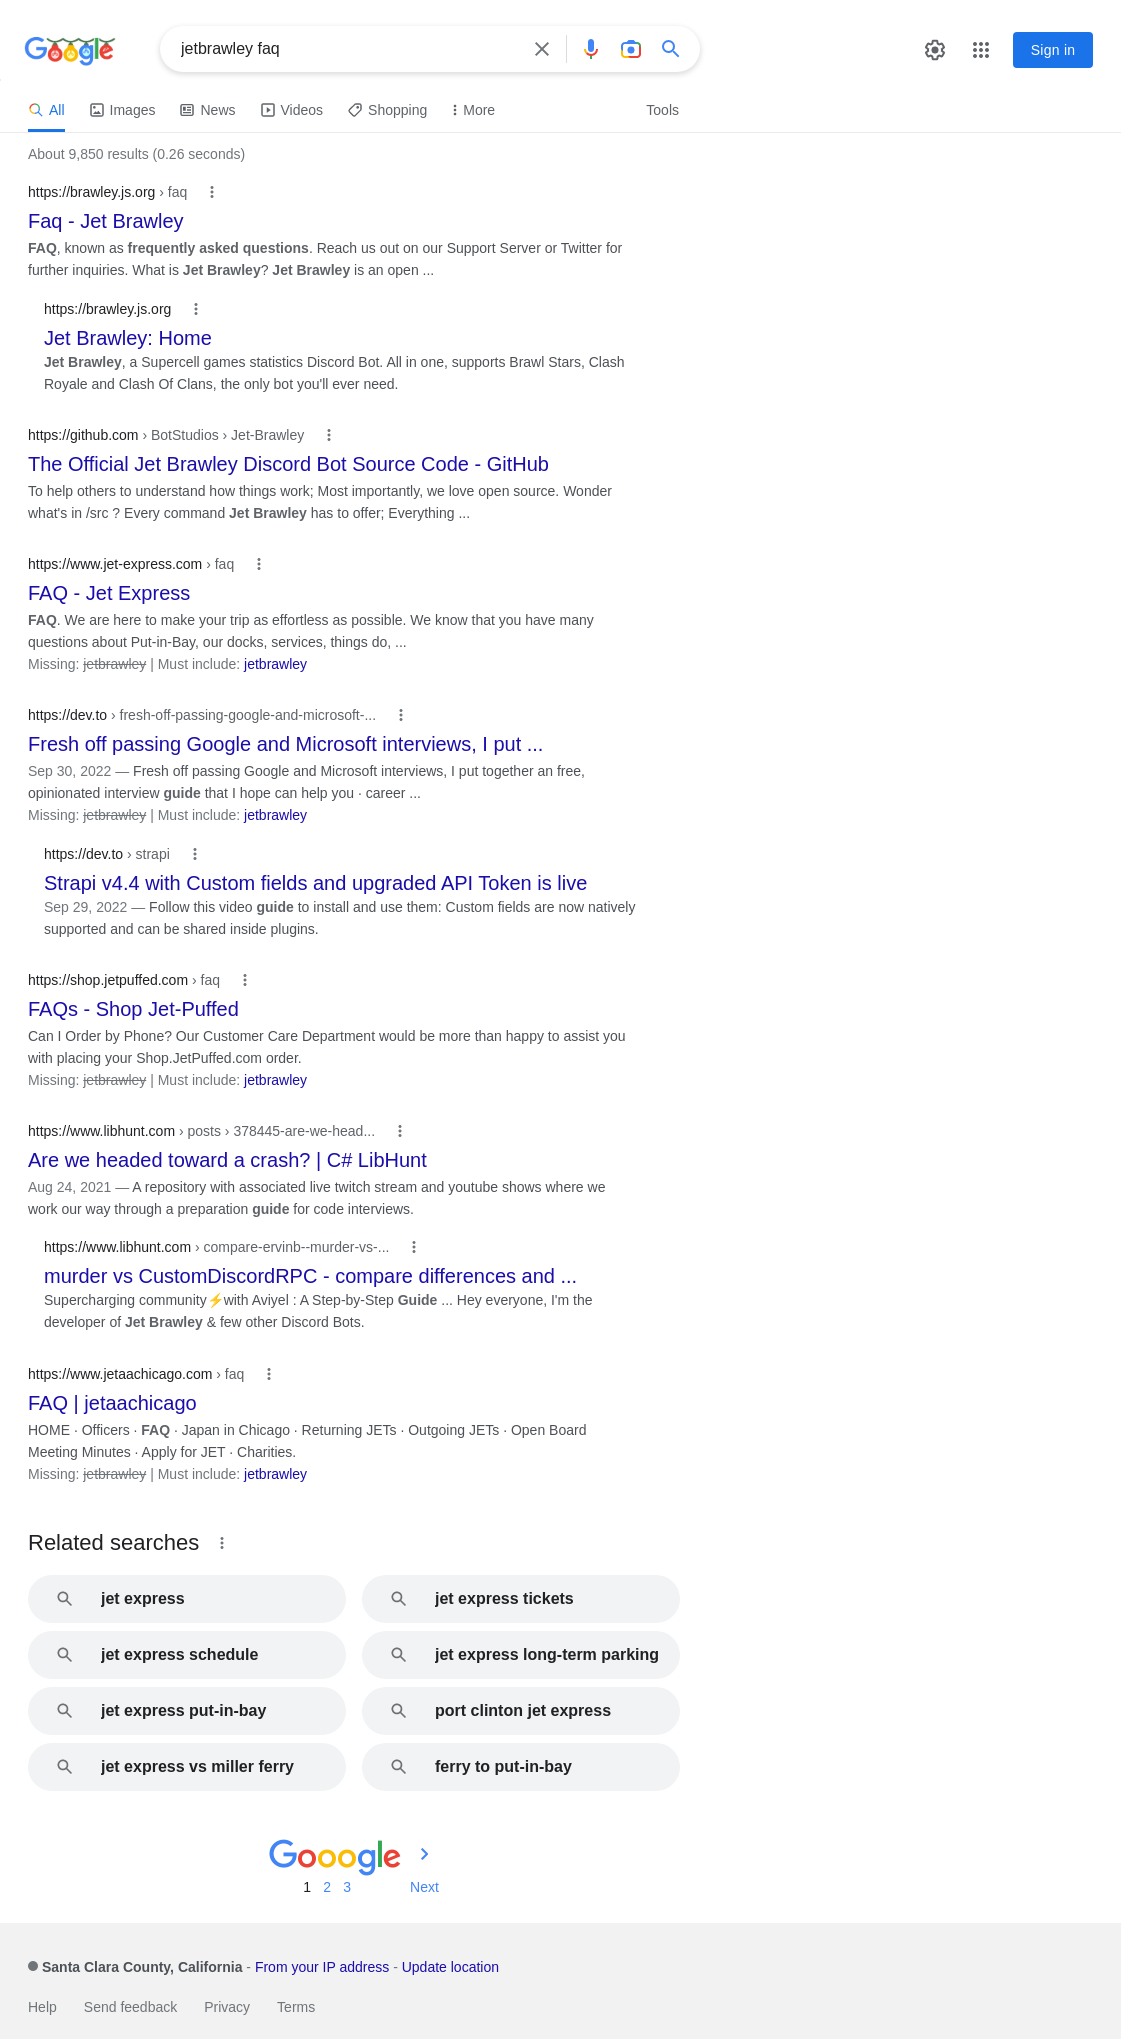 Google
jetbrawley faq
Sign in
All Images News Videos Shopping More Tools
About 9,850 results (0.26 seconds)
https://brawley.js.org › faq
Faq - Jet Brawley
FAQ, known as frequently asked questions. Reach us out on our Support Server or Twitter for
further inquiries. What is Jet Brawley? Jet Brawley is an open ...
https://brawley.js.org
Jet Brawley: Home
Jet Brawley, a Supercell games statistics Discord Bot. All in one, supports Brawl Stars, Clash
Royale and Clash Of Clans, the only bot you'll ever need.
https://github.com › BotStudios › Jet-Brawley
The Official Jet Brawley Discord Bot Source Code - GitHub
To help others to understand how things work; Most importantly, we love open source. Wonder
what's in /src ? Every command Jet Brawley has to offer; Everything ...
https://www.jet-express.com › faq
FAQ - Jet Express
FAQ. We are here to make your trip as effortless as possible. We know that you have many
questions about Put-in-Bay, our docks, services, things do, ...
Missing: jetbrawley | Must include: jetbrawley
https://dev.to › fresh-off-passing-google-and-microsoft-...
Fresh off passing Google and Microsoft interviews, I put ...
Sep 30, 2022 — Fresh off passing Google and Microsoft interviews, I put together an free,
opinionated interview guide that I hope can help you · career ...
Missing: jetbrawley | Must include: jetbrawley
https://dev.to › strapi
Strapi v4.4 with Custom fields and upgraded API Token is live
Sep 29, 2022 — Follow this video guide to install and use them: Custom fields are now natively
supported and can be shared inside plugins.
https://shop.jetpuffed.com › faq
FAQs - Shop Jet-Puffed
Can I Order by Phone? Our Customer Care Department would be more than happy to assist you
with placing your Shop.JetPuffed.com order.
Missing: jetbrawley | Must include: jetbrawley
https://www.libhunt.com › posts › 378445-are-we-head...
Are we headed toward a crash? | C# LibHunt
Aug 24, 2021 — A repository with associated live twitch stream and youtube shows where we
work our way through a preparation guide for code interviews.
https://www.libhunt.com › compare-ervinb--murder-vs-...
murder vs CustomDiscordRPC - compare differences and ...
Supercharging community⚡with Aviyel : A Step-by-Step Guide ... Hey everyone, I'm the
developer of Jet Brawley & few other Discord Bots.
https://www.jetaachicago.com › faq
FAQ | jetaachicago
HOME · Officers · FAQ · Japan in Chicago · Returning JETs · Outgoing JETs · Open Board
Meeting Minutes · Apply for JET · Charities.
Missing: jetbrawley | Must include: jetbrawley
Related searches
jet express
jet express tickets
jet express schedule
jet express long-term parking
jet express put-in-bay
port clinton jet express
jet express vs miller ferry
ferry to put-in-bay
Gooogle
1 2 3 Next
Santa Clara County, California - From your IP address - Update location
Help Send feedback Privacy Terms